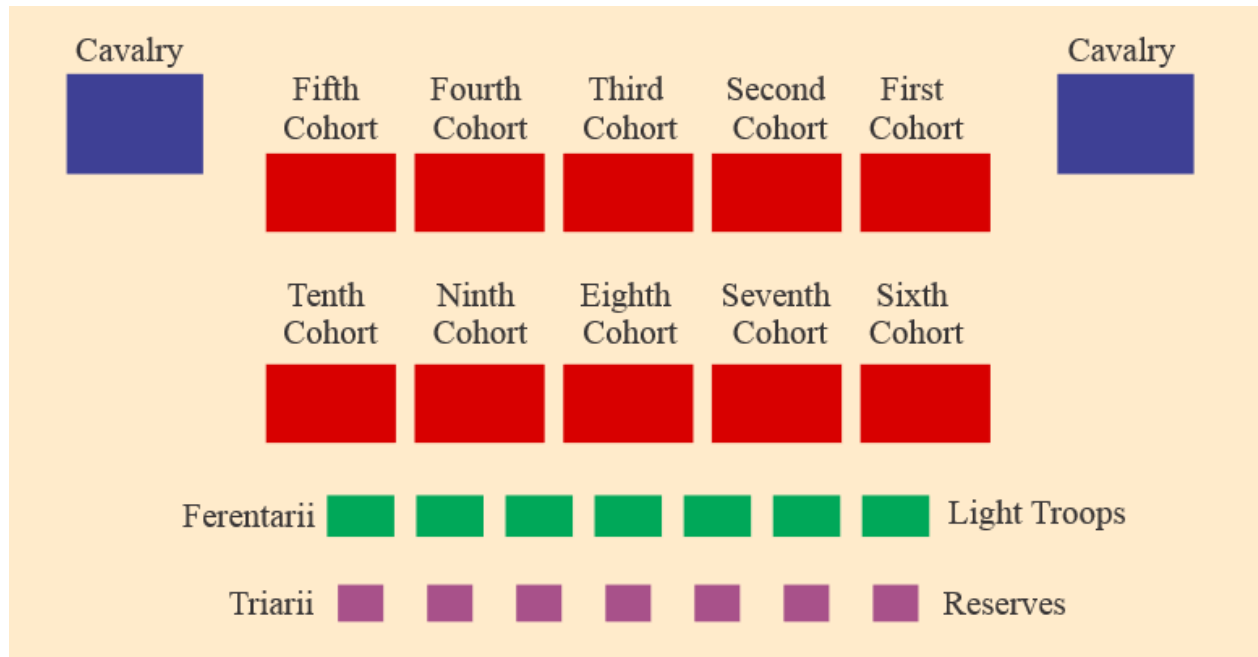 Cavalry
Cavalry
Fifth Cohort
Fourth Cohort
Third Cohort
Second Cohort
First Cohort
Tenth Cohort
Ninth Cohort
Eighth Cohort
Seventh Cohort
Sixth Cohort
Ferentarii
Light Troops
Triarii
Reserves